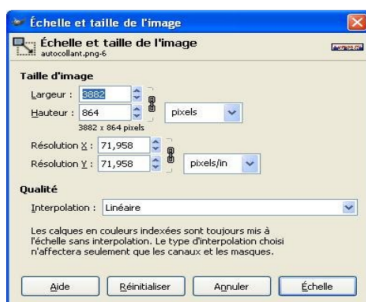 Échelle et taille de l'image
Échelle et taille de l'image
autocollant.png-6
Taille d'image
Largeur : 3882
Hauteur : 864 pixels
3882 x 864 pixels
Résolution X : 71,958
Résolution Y : 71,958 pixels/in
Qualité
Interpolation : Linéaire
Les calques en couleurs indexées sont toujours mis à
l'échelle sans interpolation. Le type d'interpolation choisi
n'affectera seulement que les canaux et les masques.
Aide Réinitialiser Annuler Échelle